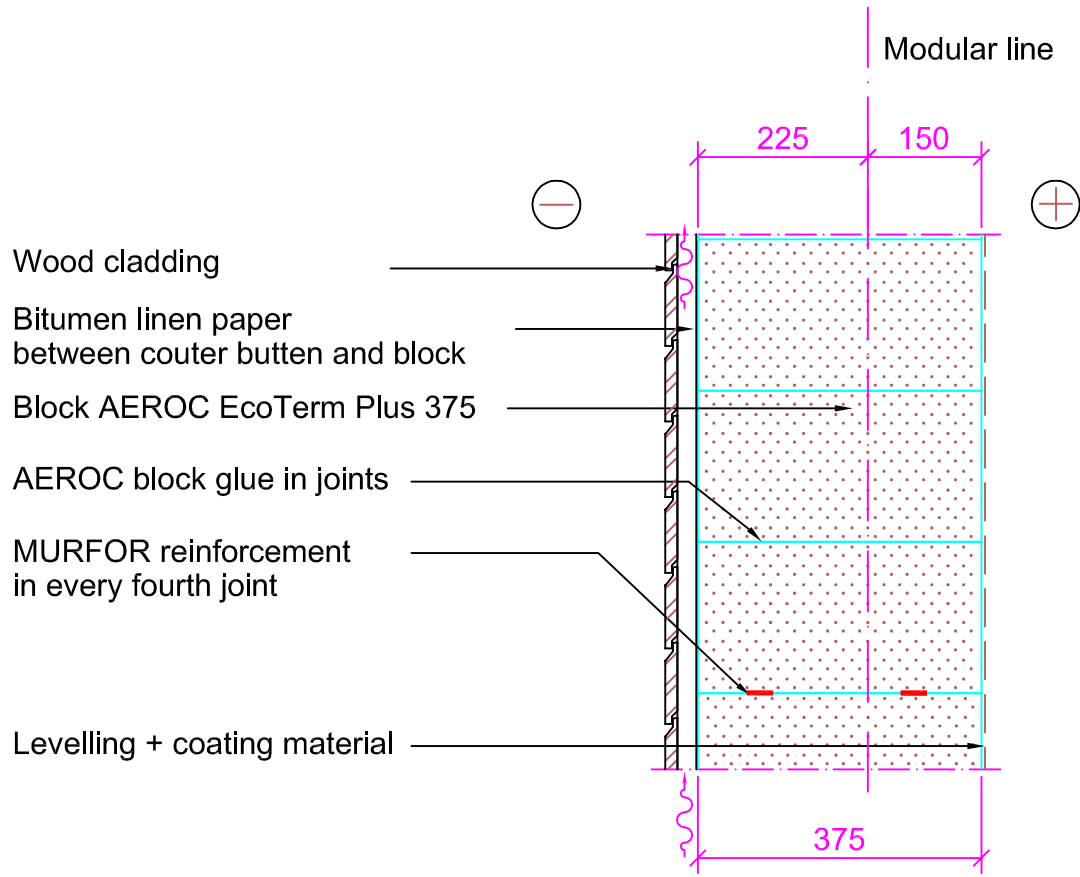 Modular line
225
150
Wood cladding
Bitumen linen paper
between couter butten and block
Block AEROC EcoTerm Plus 375
AEROC block glue in joints
MURFOR reinforcement
in every fourth joint
Levelling + coating material
375